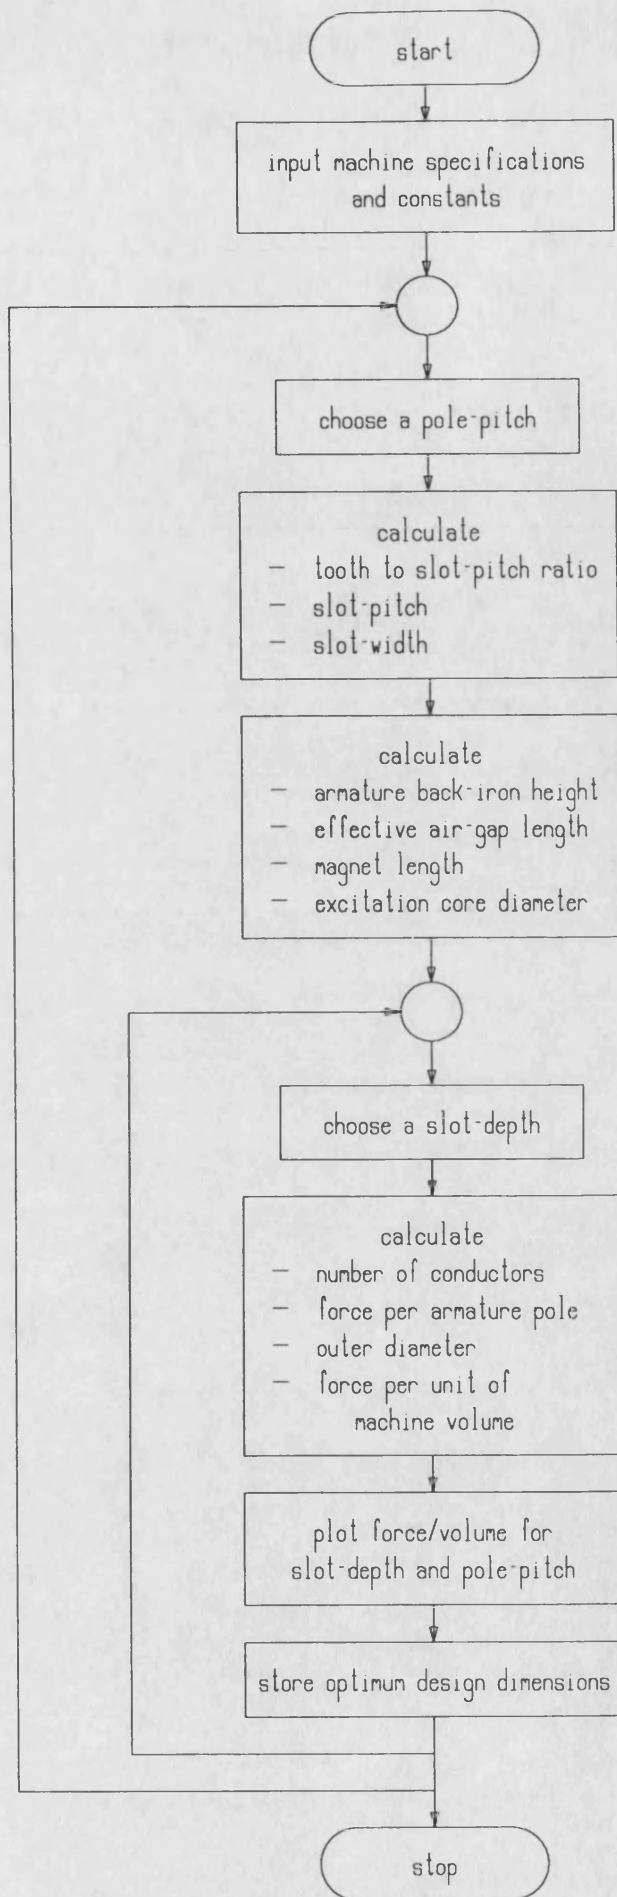 start
input machine specifications
and constants
choose a pole-pitch
calculate
— tooth to slot-pitch ratio
— slot-pitch
— slot-width
calculate
— armature back-iron height
— effective air-gap length
— magnet length
— excitation core diameter
choose a slot-depth
calculate
— number of conductors
— force per armature pole
— outer diameter
— force per unit of
machine volume
plot force/volume for
slot-depth and pole-pitch
store optimum design dimensions
stop